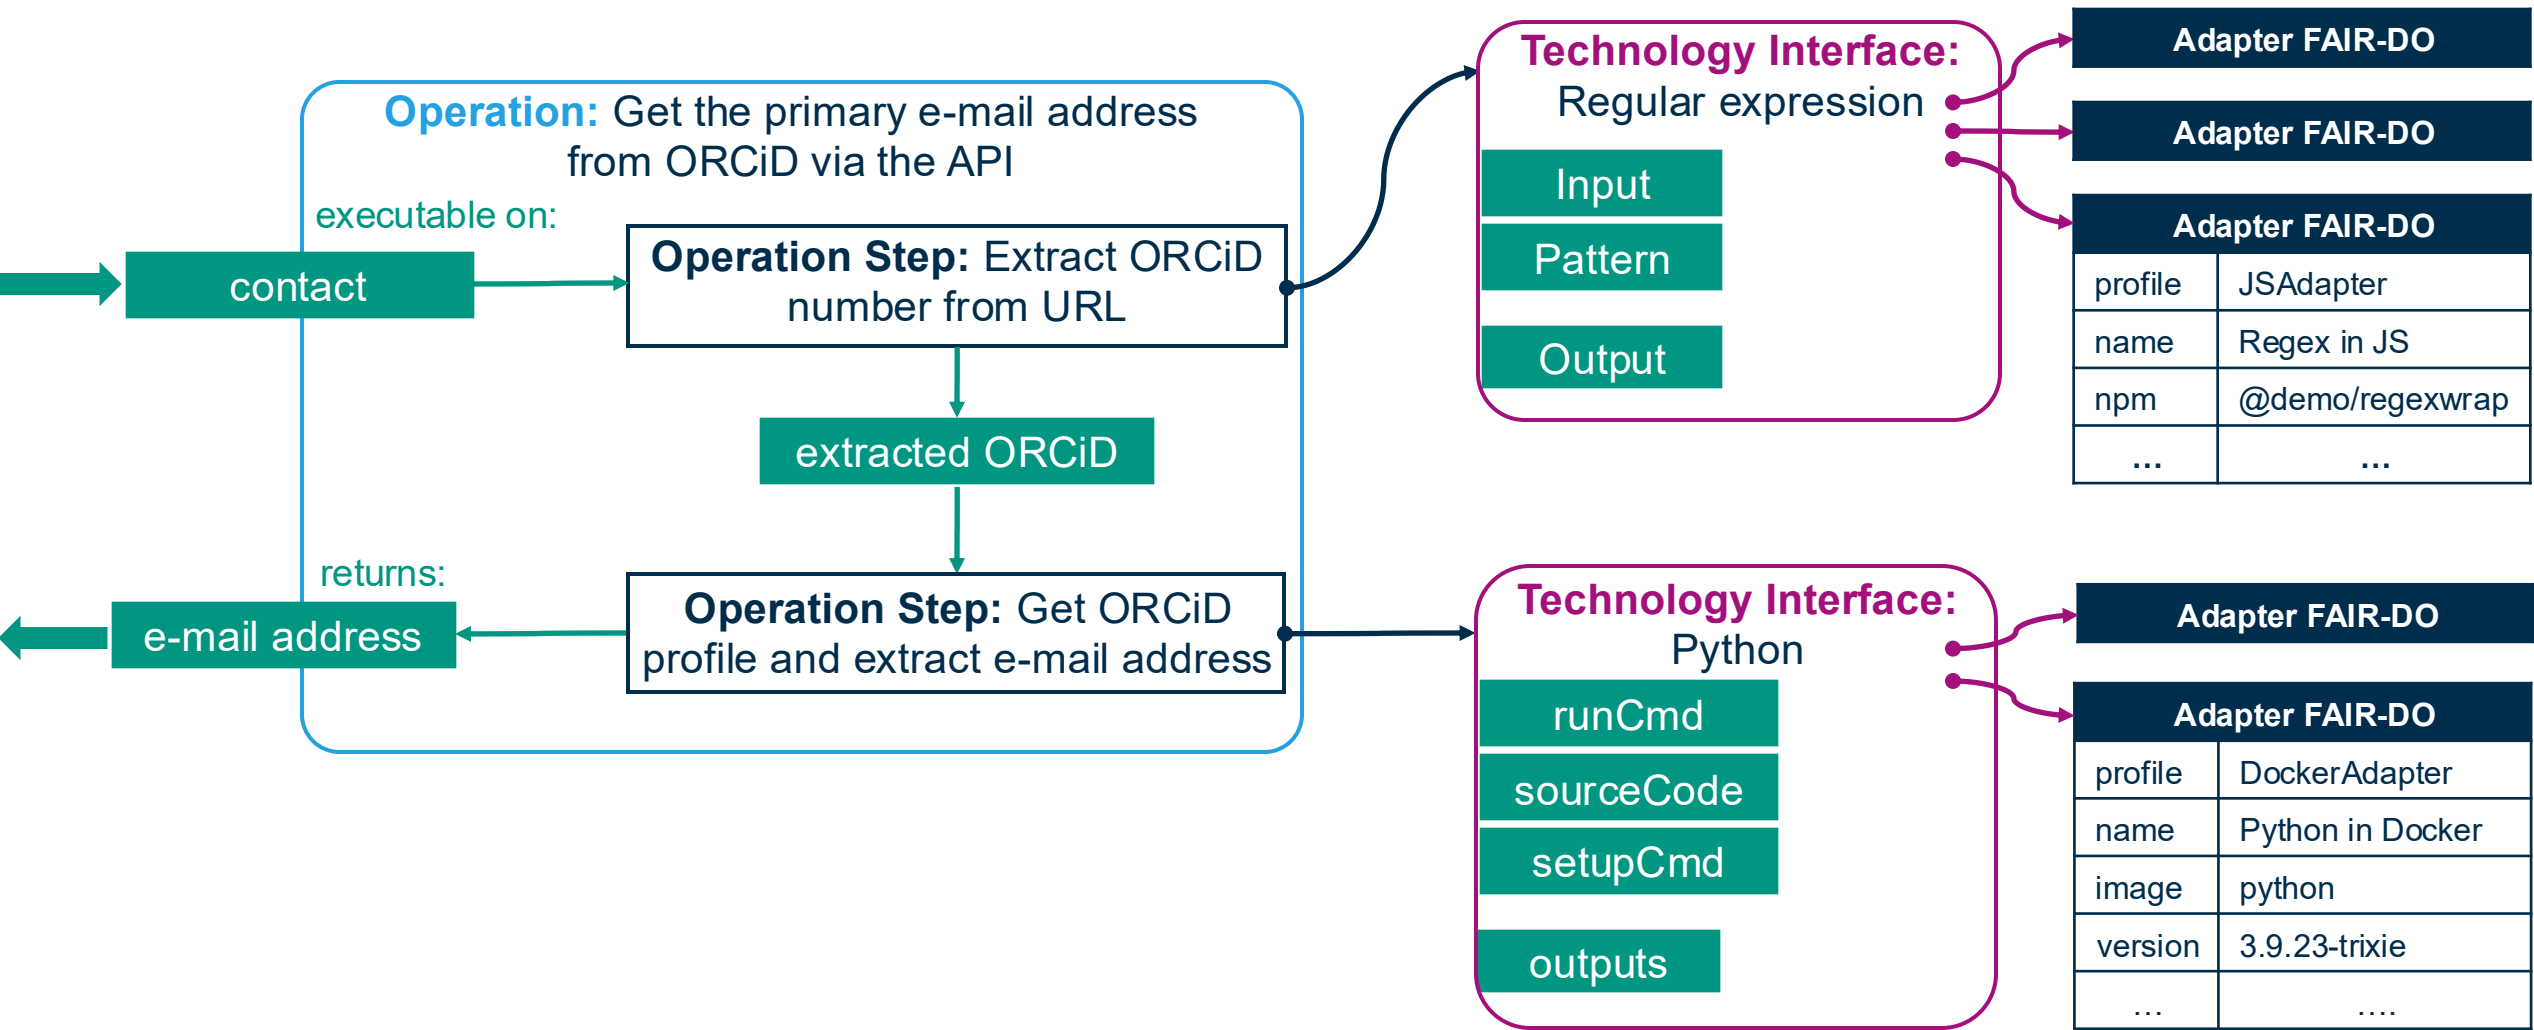 Operation: Get the primary e-mail address
from ORCiD via the API
executable on:
contact
Operation Step: Extract ORCiD
number from URL
extracted ORCiD
returns:
e-mail address
Operation Step: Get ORCiD
profile and extract e-mail address
Technology Interface:
Regular expression
Input
Pattern
Output
Adapter FAIR-DO
Adapter FAIR-DO
Adapter FAIR-DO
profile JSAdapter
name Regex in JS
npm @demo/regexwrap
... ...
Technology Interface:
Python
runCmd
sourceCode
setupCmd
outputs
Adapter FAIR-DO
Adapter FAIR-DO
profile DockerAdapter
name Python in Docker
image python
version 3.9.23-trixie
... ....